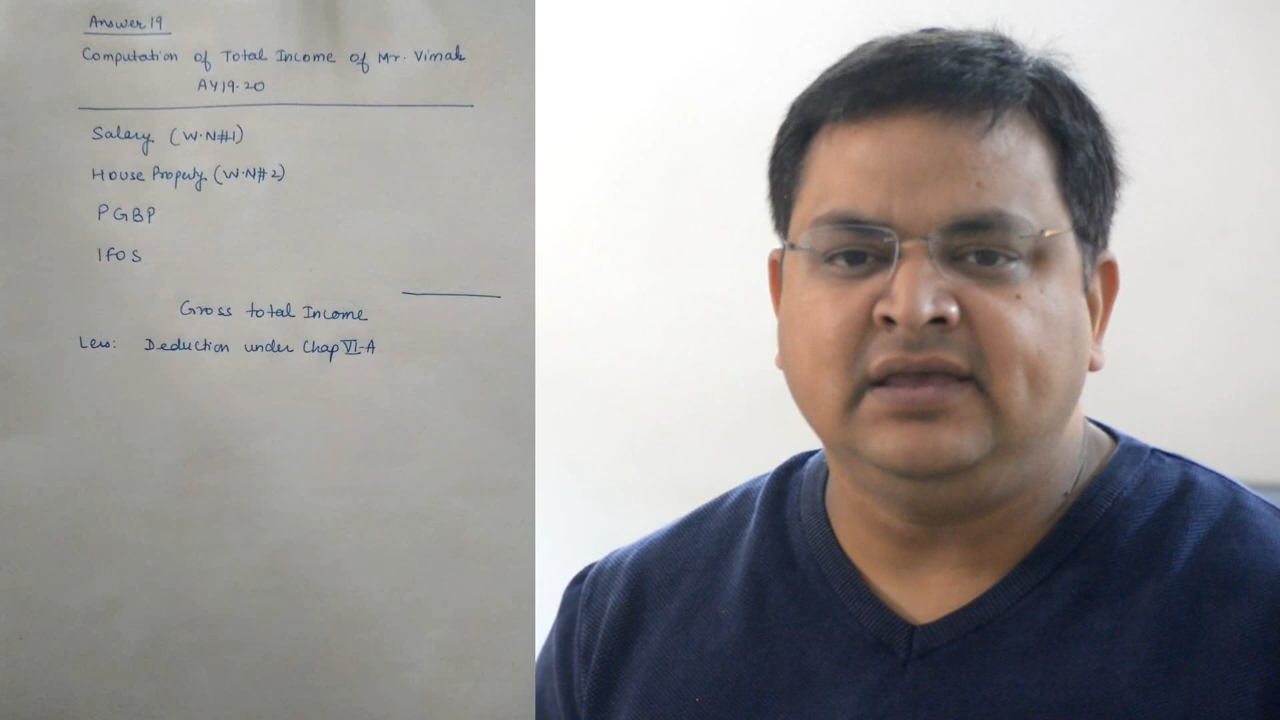 Answer 19
Computation of Total Income of Mr. Vimal
AY19-20
Salary (W.N#1)
House Property (W.N#2)
PGBP
IFOS
Gross total Income
Less: Deduction under Chap VI-A